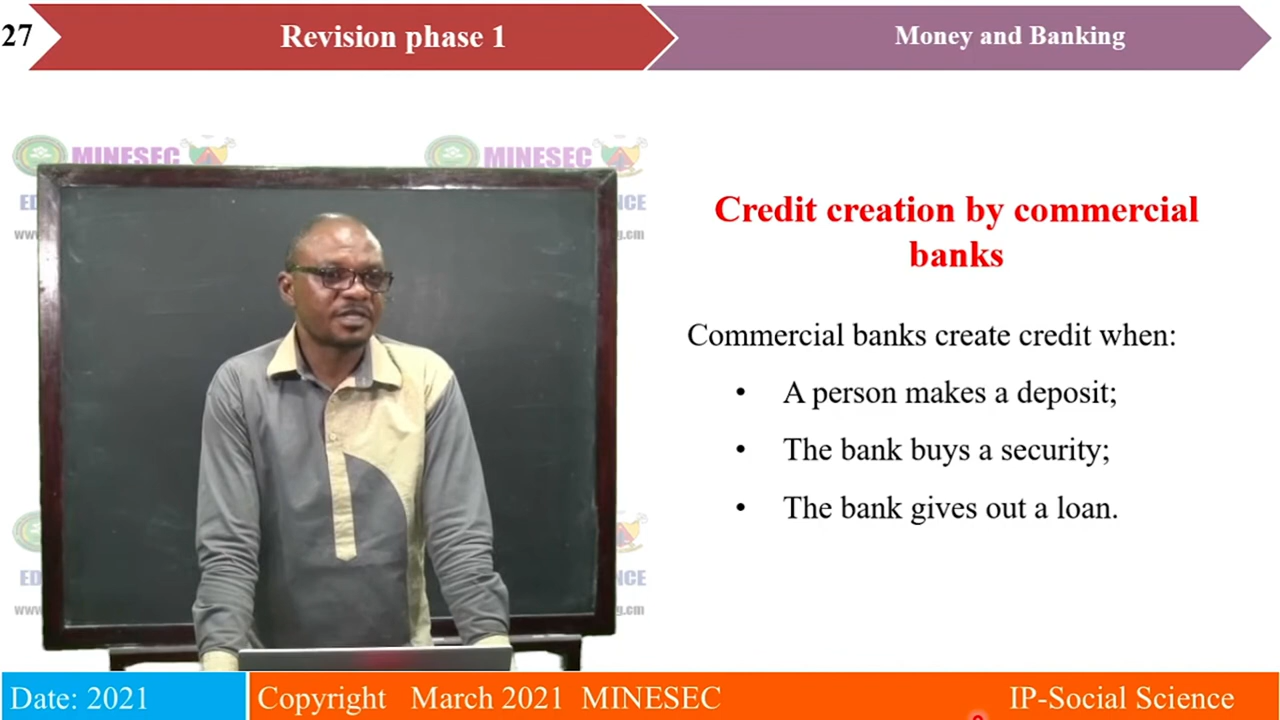 27
Revision phase 1
Money and Banking
MINESEC
MINESEC
Credit creation by commercial
banks
Commercial banks create credit when:
• A person makes a deposit;
• The bank buys a security;
• The bank gives out a loan.
Date: 2021
Copyright March 2021 MINESEC
IP-Social Science